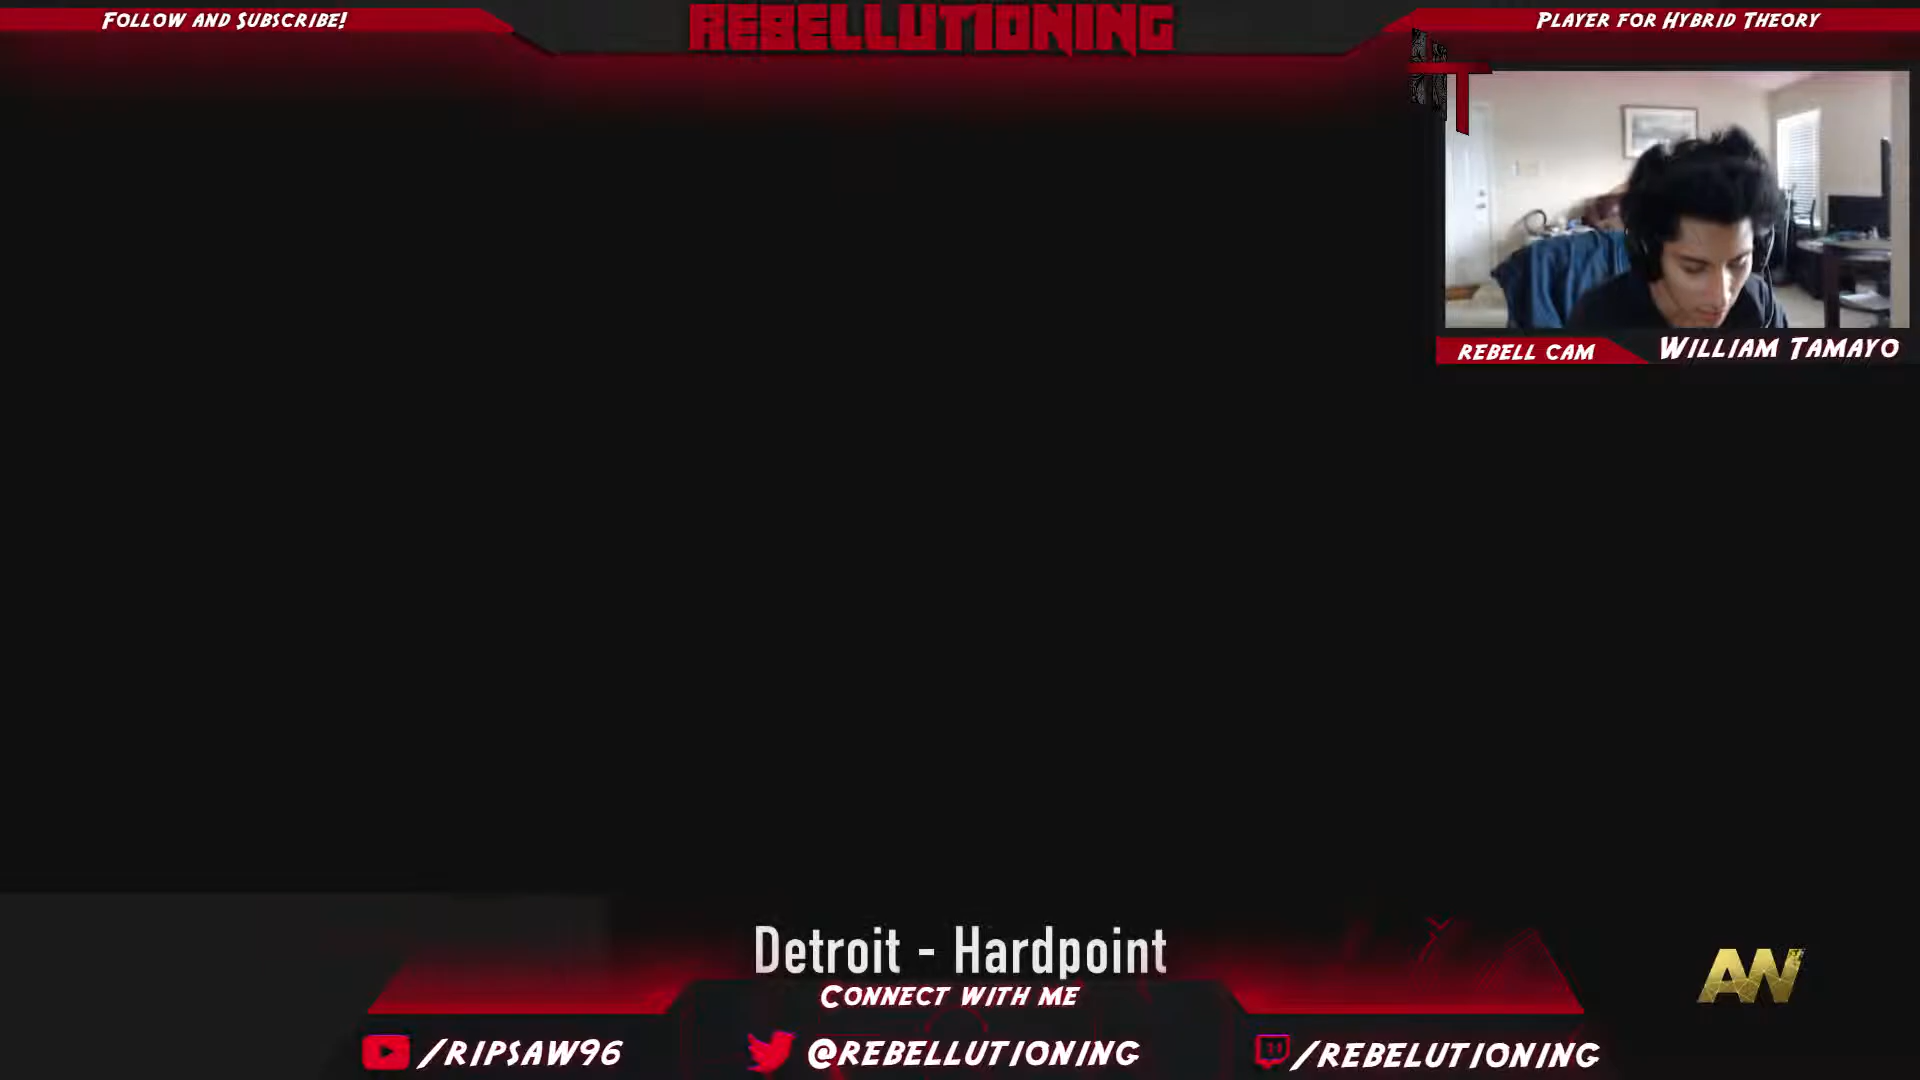 Follow and Subscribe!
REBELLUTIONING
Player for Hybrid Theory
HT
REBELL CAM
William Tamayo
Detroit - Hardpoint
Connect with me
AW
/RIPSAW96
@REBELLUTIONING
/REBELUTIONING